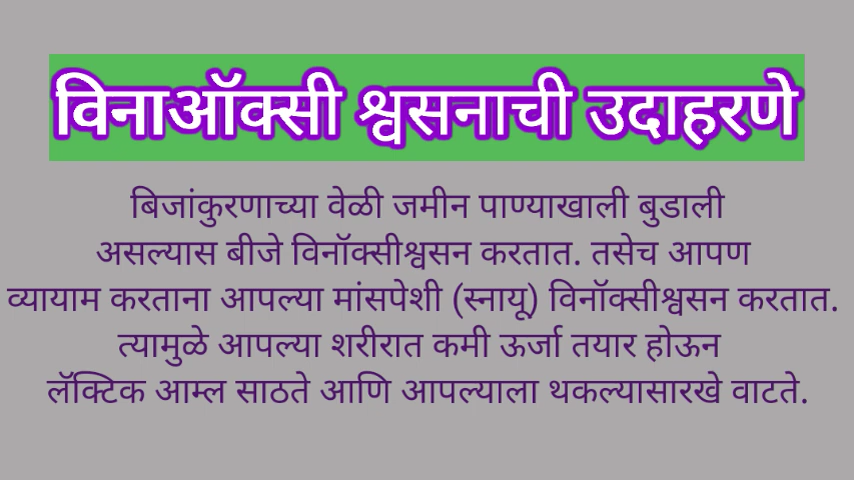 विनाऑक्सी श्वसनाची उदाहरणे
बिजांकुरणाच्या वेळी जमीन पाण्याखाली बुडाली
असल्यास बीजे विनॉक्सीश्वसन करतात. तसेच आपण
व्यायाम करताना आपल्या मांसपेशी (स्नायू) विनॉक्सीश्वसन करतात.
त्यामुळे आपल्या शरीरात कमी ऊर्जा तयार होऊन
लॅक्टिक आम्ल साठते आणि आपल्याला थकल्यासारखे वाटते.